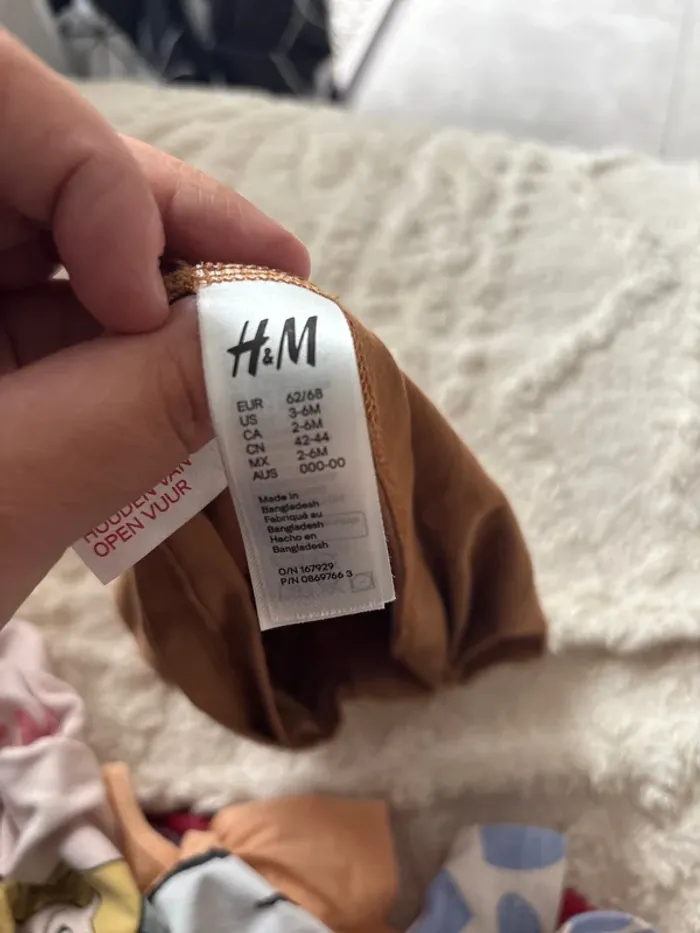 H&M
EUR 62/68
US 3-6M
CA 2-6M
CN 42-44
MX 2-6M
AUS 000-00
Made in
Bangladesh
Fabriqué au
Bangladesh
Hecho en
Bangladesh
O/N 167929
P/N 0869766 3
HOUDEN VAN
OPEN VUUR